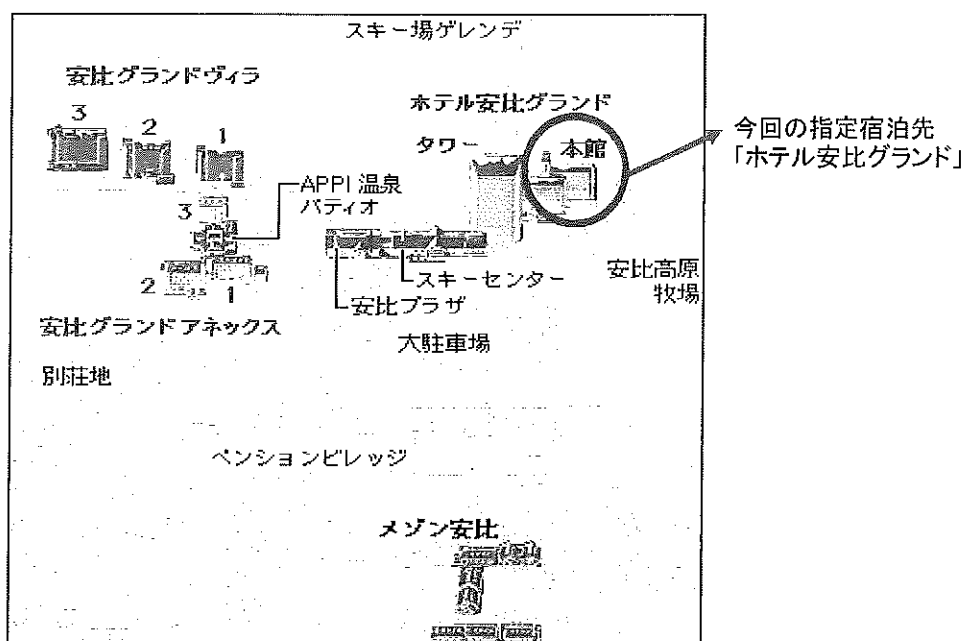 スキー場ゲレンデ
安比グランドヴィラ
3
2
1
ホテル安比グランド
タワー
本館
今回の指定宿泊先
「ホテル安比グランド」
APPI 温泉
パティオ
3
2
1
スキーセンター
安比プラザ
安比高原
牧場
安比グランドアネックス
大駐車場
別荘地
ペンションビレッジ
メゾン安比